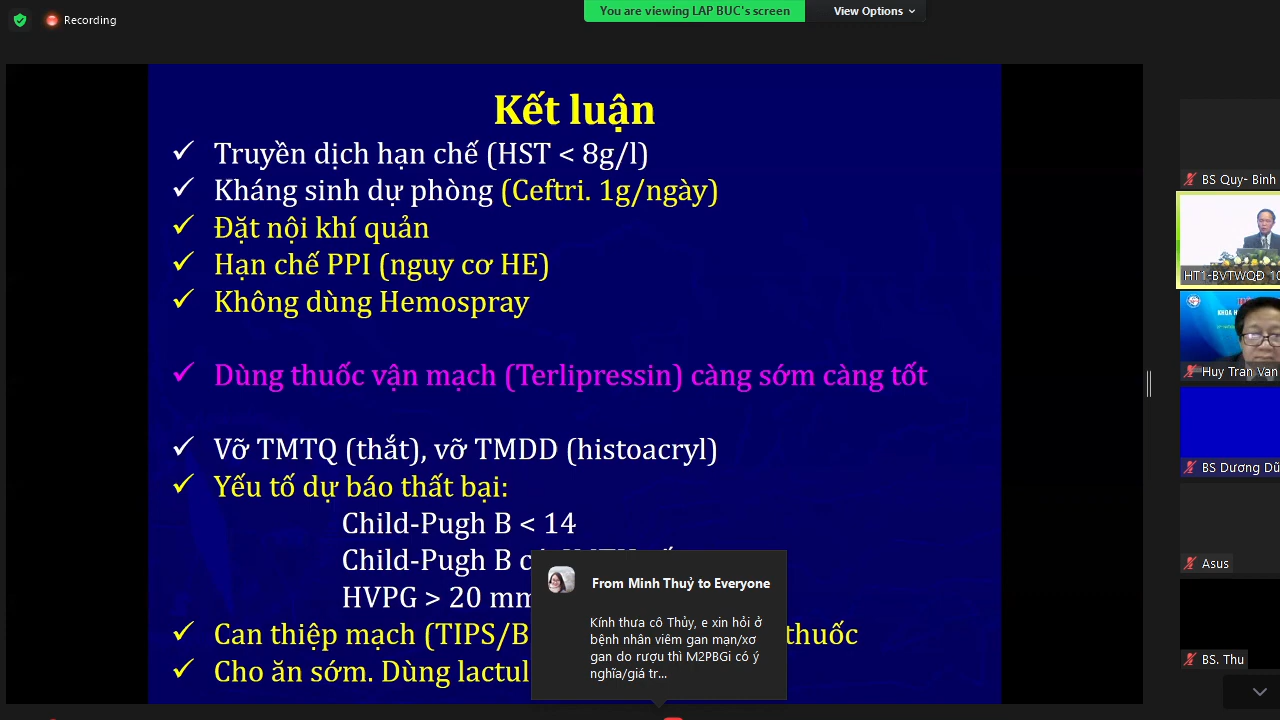 Recording
You are viewing LAP BUC's screen
View Options
Kết luận
Truyền dịch hạn chế (HST < 8g/l)
Kháng sinh dự phòng (Ceftri. 1g/ngày)
Đặt nội khí quản
Hạn chế PPI (nguy cơ HE)
Không dùng Hemospray
Dùng thuốc vận mạch (Terlipressin) càng sớm càng tốt
Vỡ TMTQ (thắt), vỡ TMDD (histoacryl)
Yếu tố dự báo thất bại:
Child-Pugh B < 14
Child-Pugh B
HVPG > 20 mm
Can thiệp mạch (TIPS/B thuốc
Cho ăn sớm. Dùng lactul
From Minh Thuỷ to Everyone
Kính thưa cô Thủy, e xin hỏi ở
bệnh nhân viêm gan mạn/xơ
gan do rượu thì M2PBGi có ý
nghĩa/giá tr...
BS Quy- Binh
HT1-BVTWQĐ 10
Huy Tran Van
BS Dương Dũ
Asus
BS. Thu